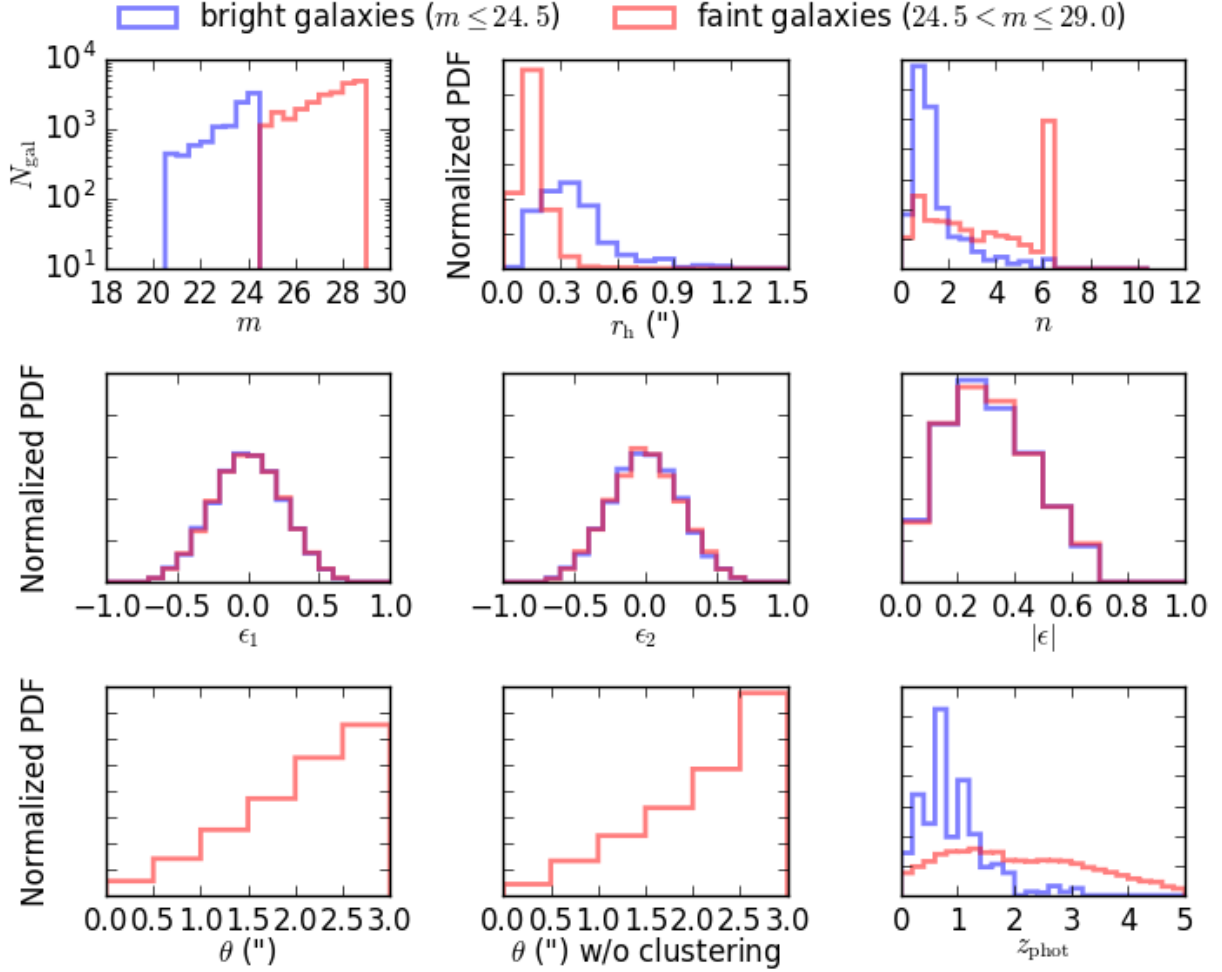 bright galaxies (m ≤ 24.5) faint galaxies (24.5 < m ≤ 29.0)
10^4
10^3
10^2
10^1
N_gal
18 20 22 24 26 28 30
m
Normalized PDF
0.0 0.3 0.6 0.9 1.2 1.5
r_h (")
0 2 4 6 8 10 12
n
Normalized PDF
−1.0 −0.5 0.0 0.5 1.0
ϵ_1
−1.0 −0.5 0.0 0.5 1.0
ϵ_2
0.0 0.2 0.4 0.6 0.8 1.0
|ϵ|
Normalized PDF
0.0 0.5 1.0 1.5 2.0 2.5 3.0
θ (")
0.0 0.5 1.0 1.5 2.0 2.5 3.0
θ (") w/o clustering
0 1 2 3 4 5
z_phot